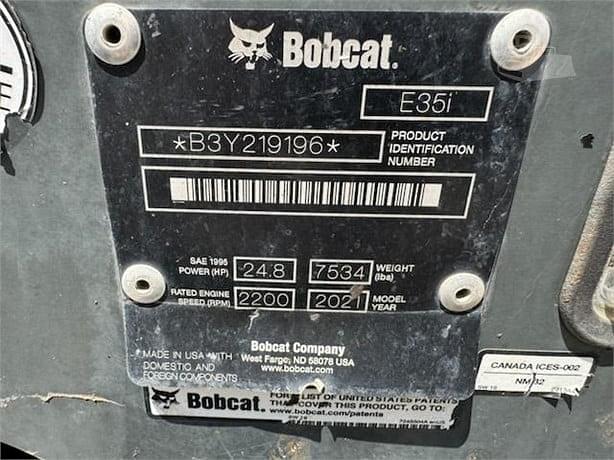 Bobcat.
E35i
*B3Y219196*
PRODUCT
IDENTIFICATION
NUMBER
SAE 1995
POWER (HP)
24.8
7534
WEIGHT
(lbs)
RATED ENGINE
SPEED (RPM)
2200
2021
MODEL
YEAR
Bobcat Company
West Fargo, ND 58078 USA
www.bobcat.com
MADE IN USA WITH
DOMESTIC AND
FOREIGN COMPONENTS
CANADA ICES-002
Bobcat.
LIST OF UNITED STATES PATENTS
THAT COVER THIS PRODUCT, GO TO:
www.bobcat.com/patents